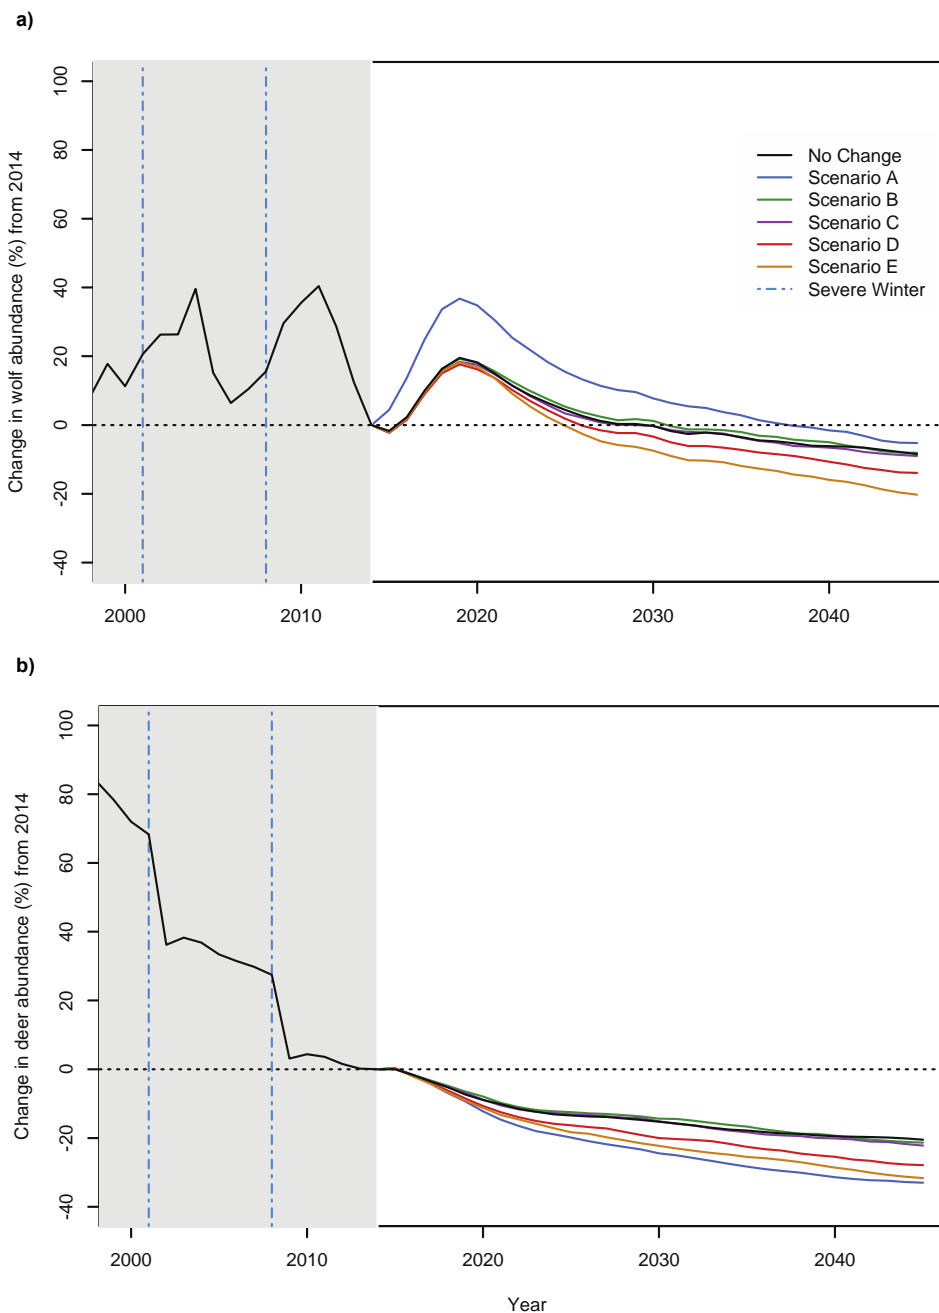 a)
Change in wolf abundance (%) from 2014
100
80
60
40
20
0
-20
-40
No Change
Scenario A
Scenario B
Scenario C
Scenario D
Scenario E
Severe Winter
2000
2010
2020
2030
2040
b)
Change in deer abundance (%) from 2014
100
80
60
40
20
0
-20
-40
2000
2010
2020
2030
2040
Year